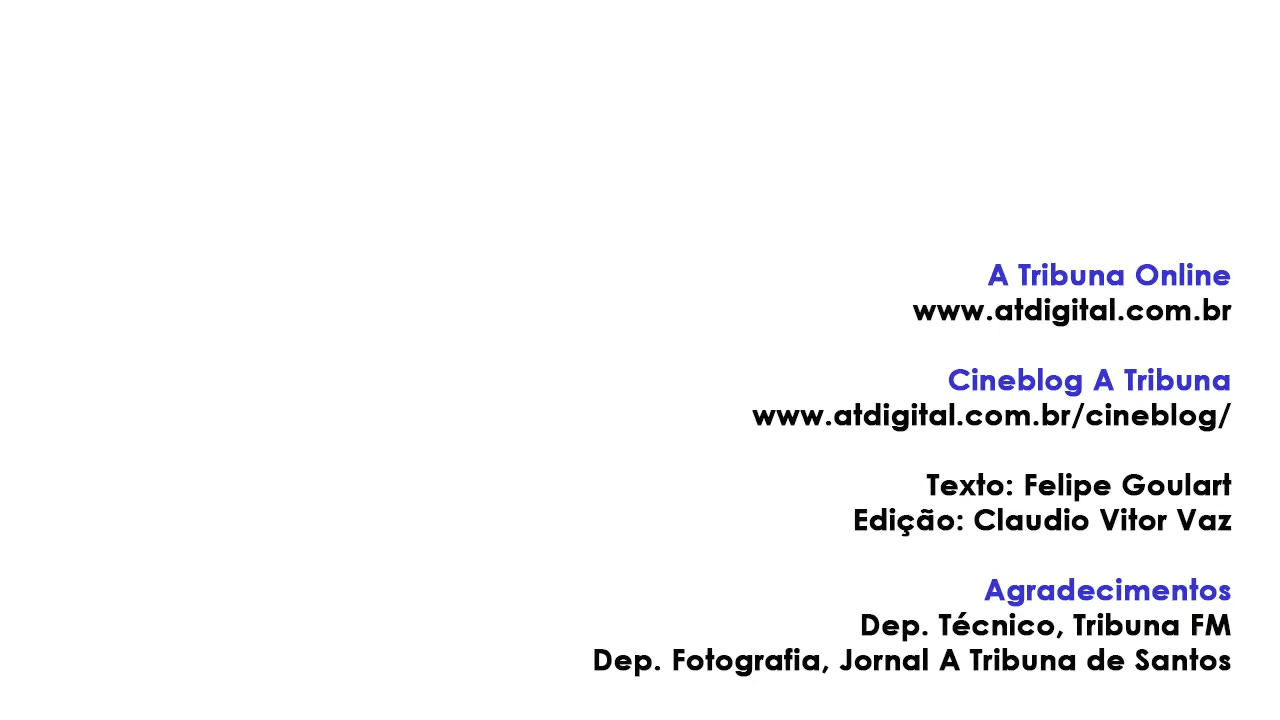 A Tribuna Online
www.atdigital.com.br
Cineblog A Tribuna
www.atdigital.com.br/cineblog/
Texto: Felipe Goulart
Edição: Claudio Vitor Vaz
Agradecimentos
Dep. Técnico, Tribuna FM
Dep. Fotografia, Jornal A Tribuna de Santos